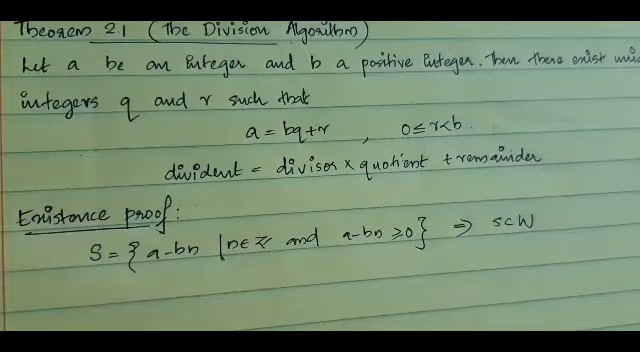 Theorem 2.1 (The Division Algorithm)
Let a be an integer and b a positive integer. Then there exist
integers q and r such that
a = bq+r , 0≤r<b.
divident = divisor × quotient + remainder
Existance proof:
S = { a-bn | n∈ℤ and a-bn ≥0} ⇒ S⊂W